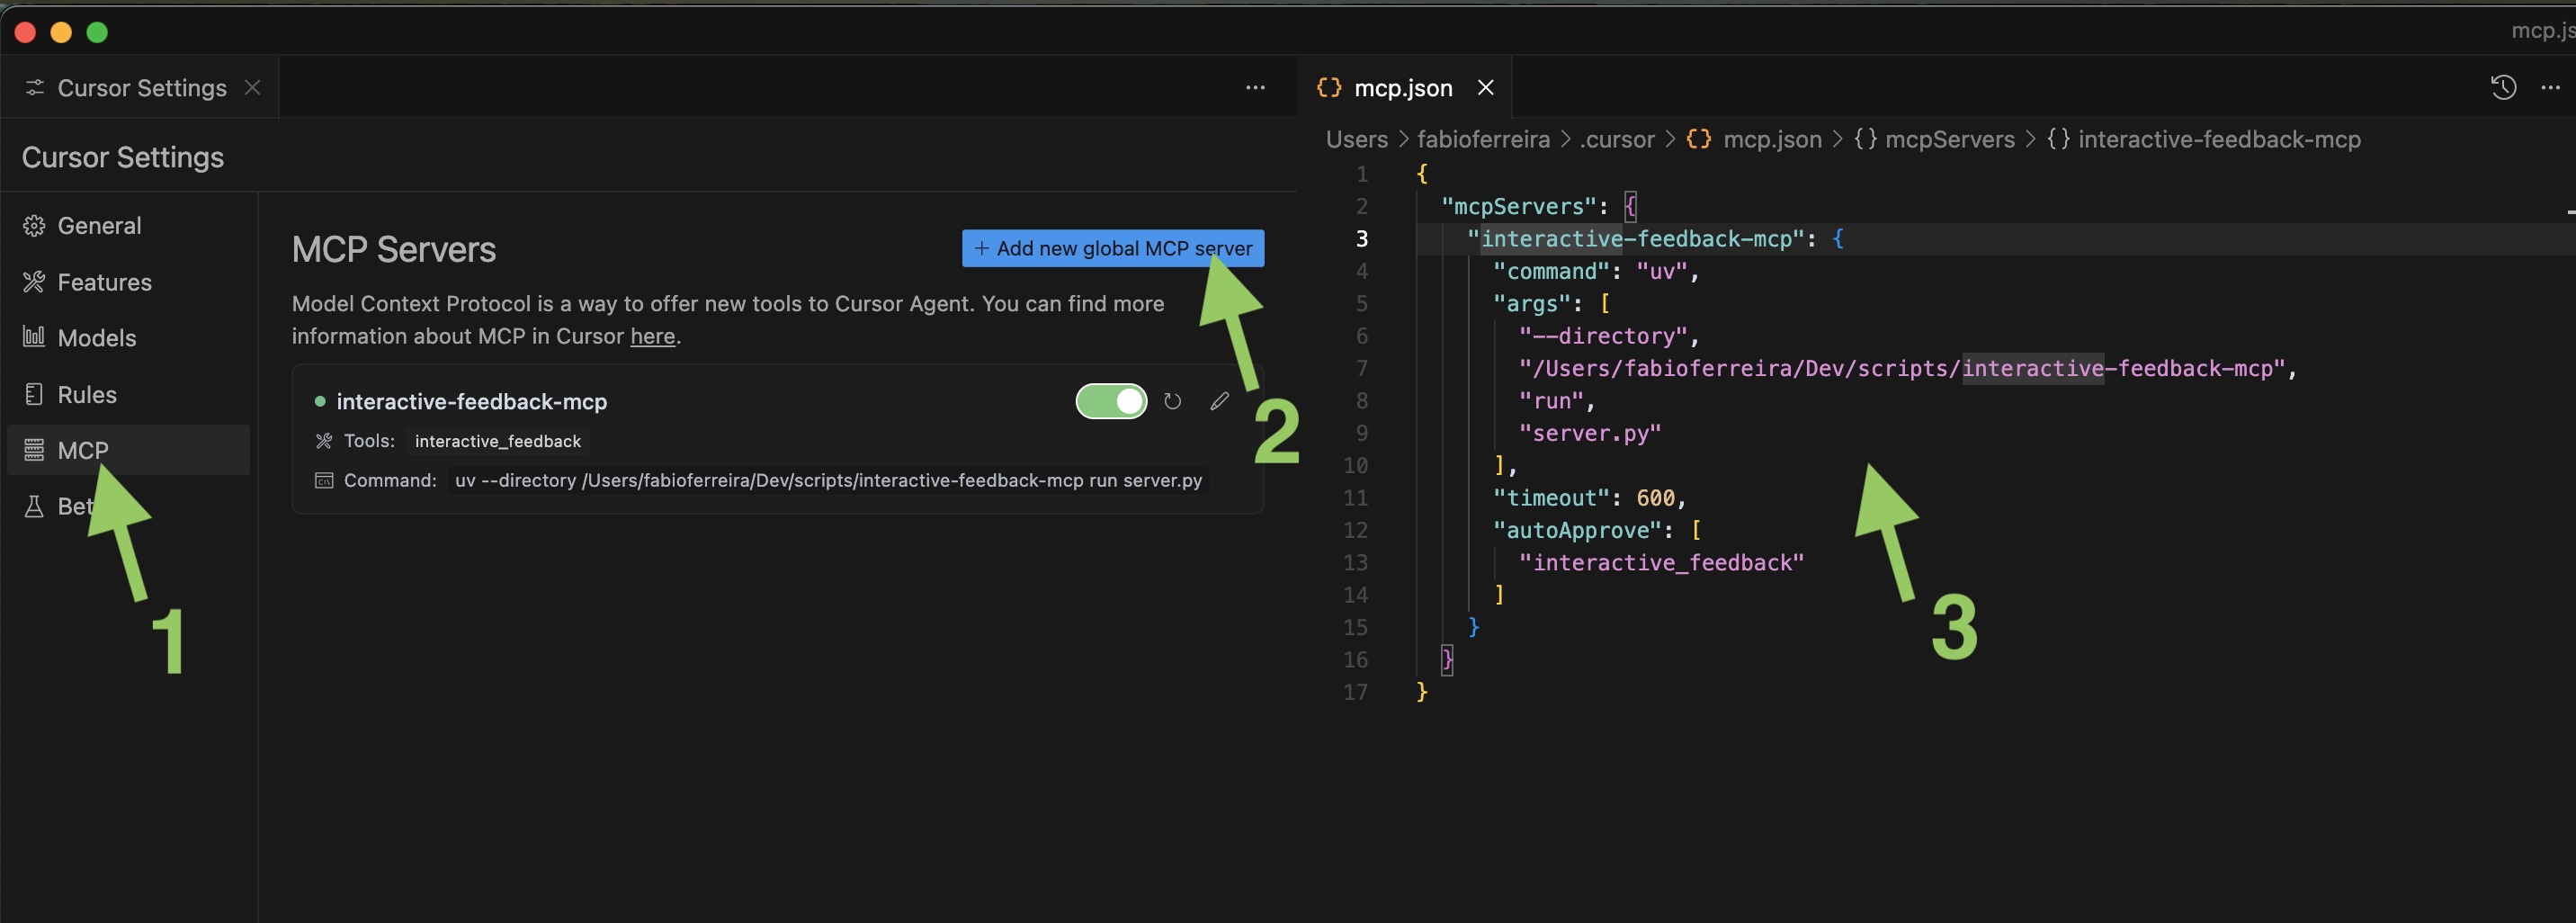 mcp.js
Cursor Settings
mcp.json
Cursor Settings
General
Features
Models
Rules
MCP
Bet
1
MCP Servers
+ Add new global MCP server
Model Context Protocol is a way to offer new tools to Cursor Agent. You can find more
information about MCP in Cursor here.
interactive-feedback-mcp
Tools: interactive_feedback
Command: uv --directory /Users/fabioferreira/Dev/scripts/interactive-feedback-mcp run server.py
2
Users > fabioferreira > .cursor > {} mcp.json > {} mcpServers > {} interactive-feedback-mcp
1 {
2 "mcpServers": {
3 "interactive-feedback-mcp": {
4 "command": "uv",
5 "args": [
6 "--directory",
7 "/Users/fabioferreira/Dev/scripts/interactive-feedback-mcp",
8 "run",
9 "server.py"
10 ],
11 "timeout": 600,
12 "autoApprove": [
13 "interactive_feedback"
14 ]
15 }
16 }
17 }
3